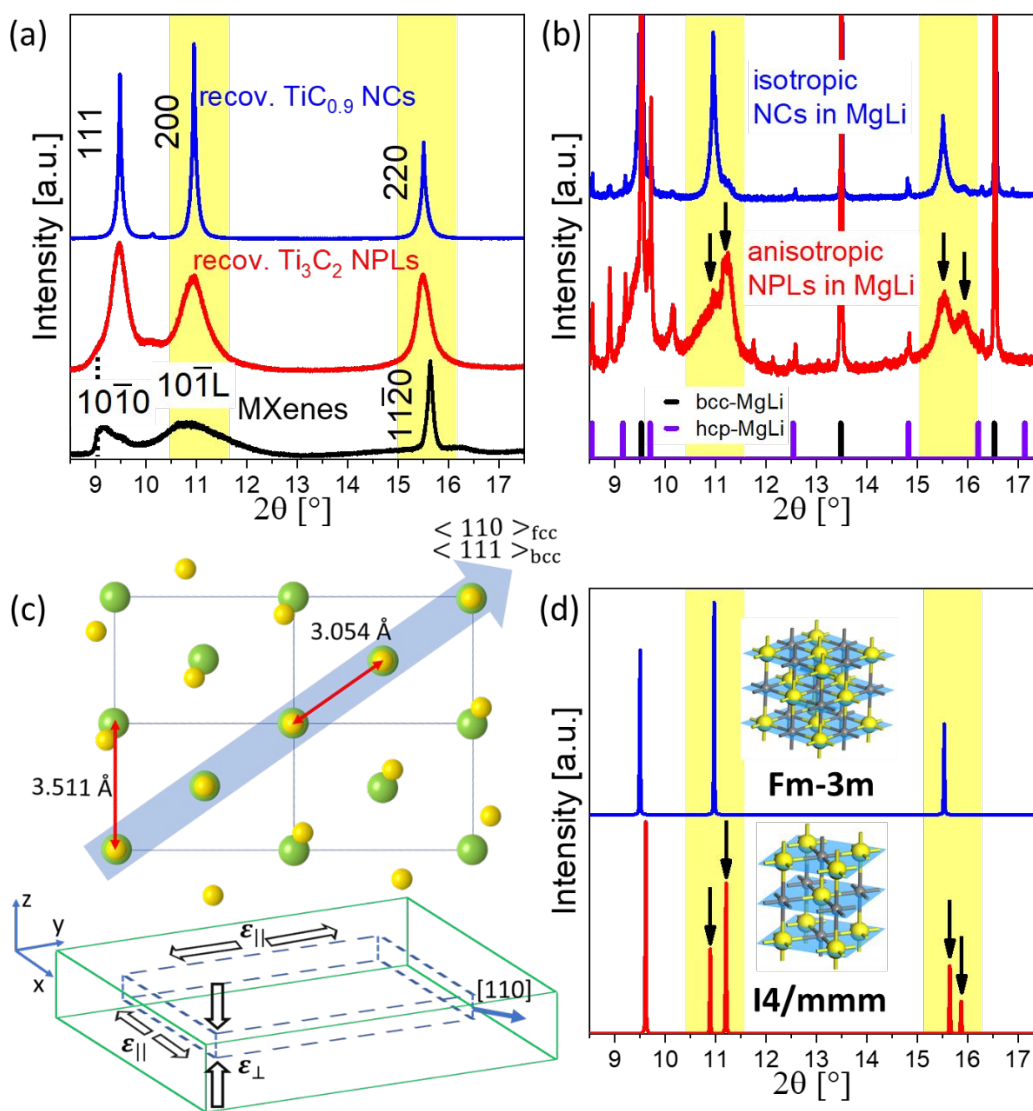 (a)
Intensity [a.u.]
111
200
220
recov. TiC₀.₉ NCs
recov. Ti₃C₂ NPLs
101̄0
101̄L
MXenes
112̄0
9 10 11 12 13 14 15 16 17
2θ [°]
(b)
Intensity [a.u.]
isotropic
NCs in MgLi
anisotropic
NPLs in MgLi
bcc-MgLi
hcp-MgLi
9 10 11 12 13 14 15 16 17
2θ [°]
(c)
< 110 >fcc
< 111 >bcc
3.054 Å
3.511 Å
z
y
x
ε||
[110]
ε||
ε⊥
(d)
Intensity [a.u.]
Fm-3m
I4/mmm
9 10 11 12 13 14 15 16 17
2θ [°]